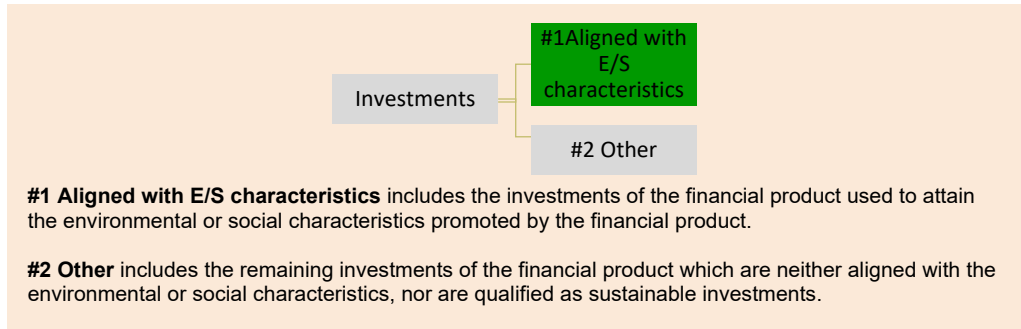 #1Aligned with
E/S
characteristics
Investments
#2 Other
#1 Aligned with E/S characteristics includes the investments of the financial product used to attain
the environmental or social characteristics promoted by the financial product.
#2 Other includes the remaining investments of the financial product which are neither aligned with the
environmental or social characteristics, nor are qualified as sustainable investments.